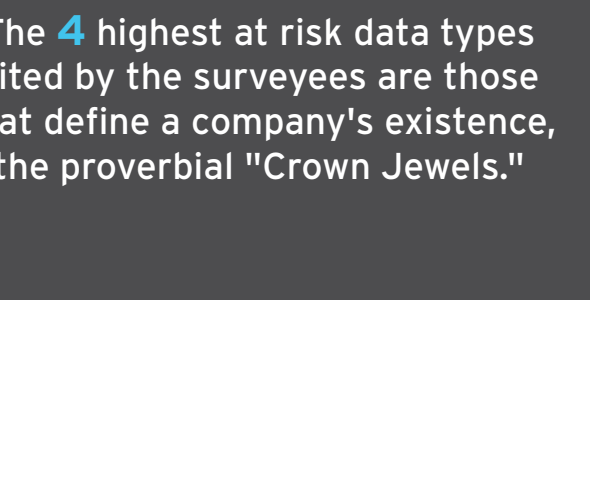 The 4 highest at risk data types
ited by the surveyees are those
at define a company's existence,
the proverbial "Crown Jewels."